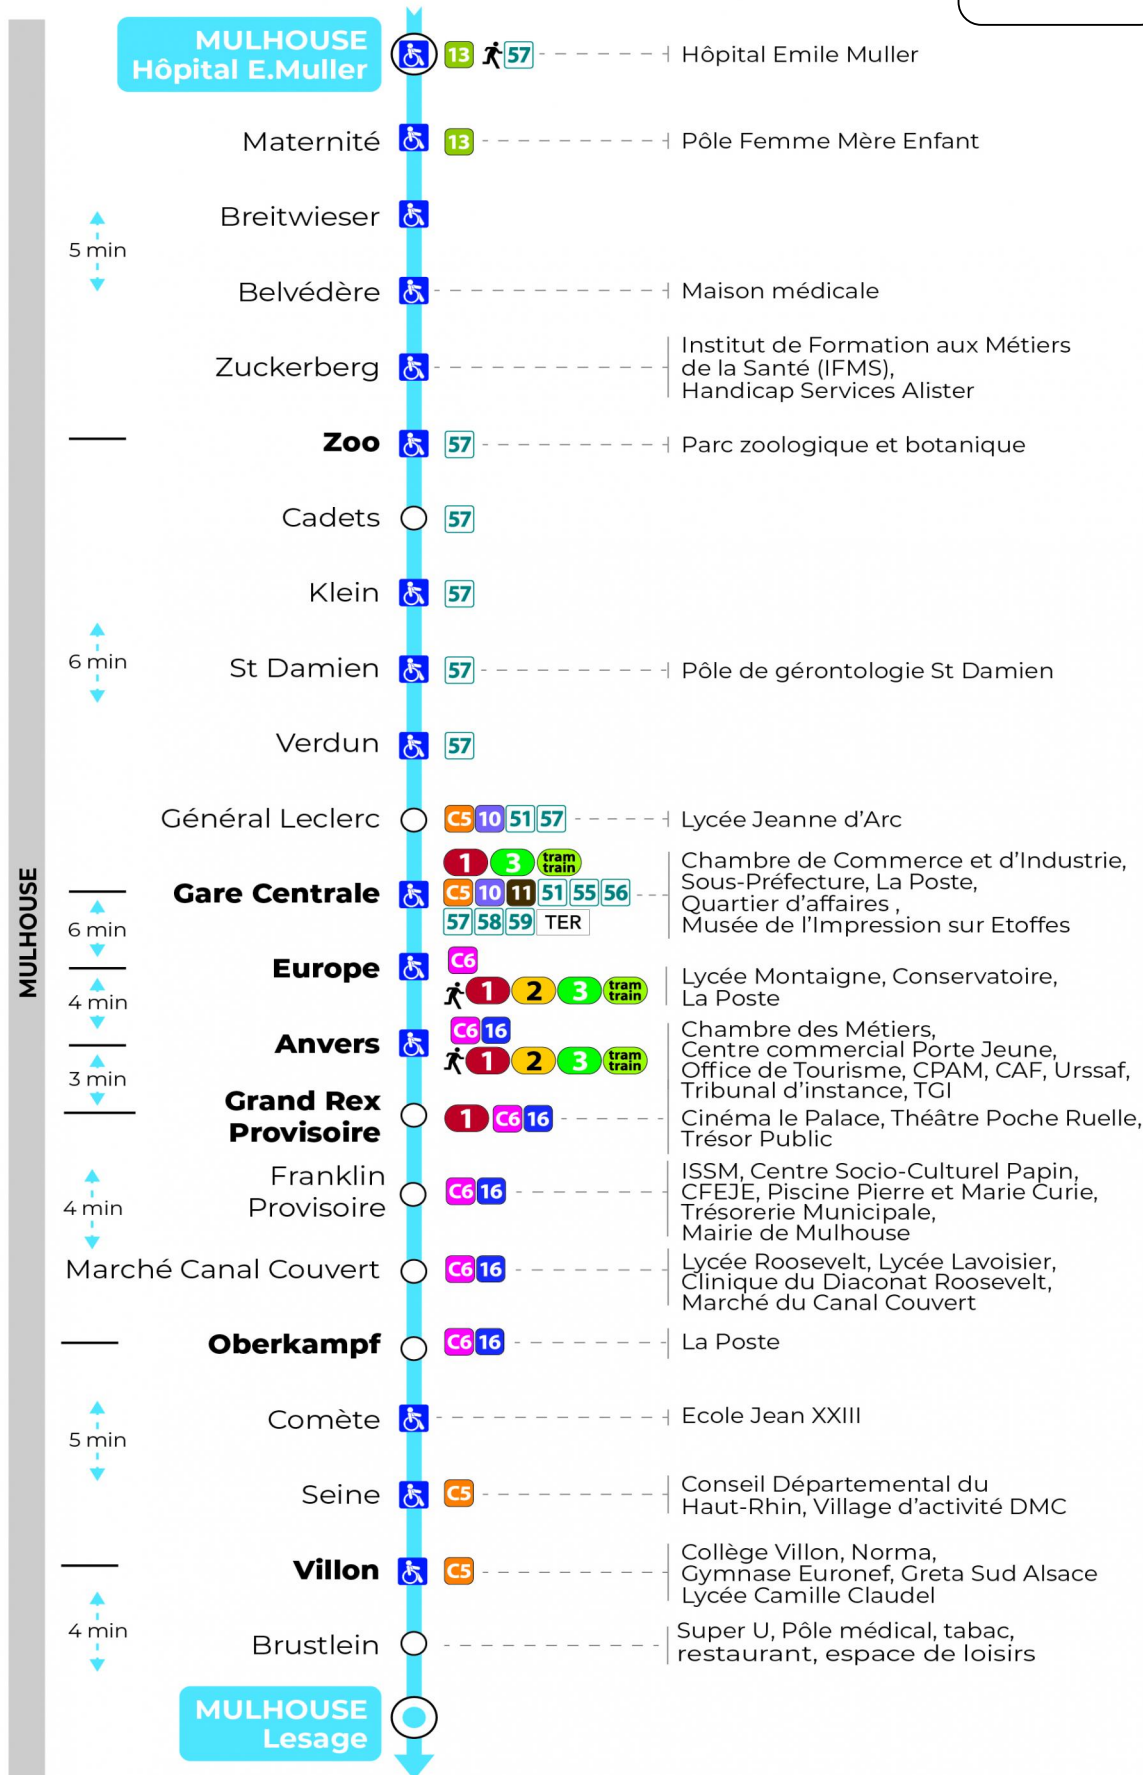 MULHOUSE
Hôpital E.Muller
13 57
Hôpital Emile Muller
Maternité
13
Pôle Femme Mère Enfant
Breitwieser
5 min
Belvédère
Maison médicale
Zuckerberg
Institut de Formation aux Métiers
de la Santé (IFMS),
Handicap Services Alister
Zoo
57
Parc zoologique et botanique
Cadets
57
Klein
57
6 min
St Damien
57
Pôle de gérontologie St Damien
Verdun
57
Général Leclerc
C5 10 51 57
Lycée Jeanne d’Arc
MULHOUSE
Gare Centrale
1 3 tram
train
C5 10 11 51 55 56
57 58 59 TER
Chambre de Commerce et d’Industrie,
Sous-Préfecture, La Poste,
Quartier d’affaires ,
Musée de l’Impression sur Etoffes
6 min
Europe
C6
1 2 3 tram
train
Lycée Montaigne, Conservatoire,
La Poste
4 min
Anvers
C6 16
1 2 3 tram
train
Chambre des Métiers,
Centre commercial Porte Jeune,
Office de Tourisme, CPAM, CAF, Urssaf,
Tribunal d’instance, TGI
3 min
Grand Rex
Provisoire
1 C6 16
Cinéma le Palace, Théâtre Poche Ruelle,
Trésor Public
Franklin
Provisoire
C6 16
ISSM, Centre Socio-Culturel Papin,
CFEJE, Piscine Pierre et Marie Curie,
Trésorerie Municipale,
Mairie de Mulhouse
4 min
Marché Canal Couvert
C6 16
Lycée Roosevelt, Lycée Lavoisier,
Clinique du Diaconat Roosevelt,
Marché du Canal Couvert
Oberkampf
C6 16
La Poste
Comète
Ecole Jean XXIII
5 min
Seine
C5
Conseil Départemental du
Haut-Rhin, Village d’activité DMC
Villon
C5
Collège Villon, Norma,
Gymnase Euronef, Greta Sud Alsace
Lycée Camille Claudel
4 min
Brustlein
Super U, Pôle médical, tabac,
restaurant, espace de loisirs
MULHOUSE
Lesage